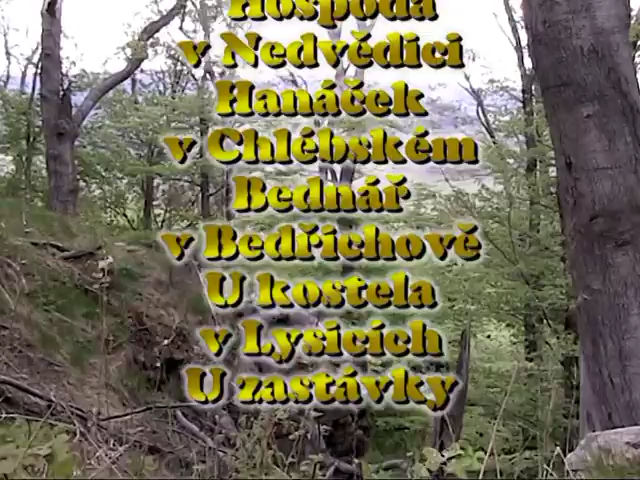 Hospoda
v Nedvědici
Hanáček
v Chlébském
Bednář
v Bedřichově
U kostela
v Lysicích
U zastávky